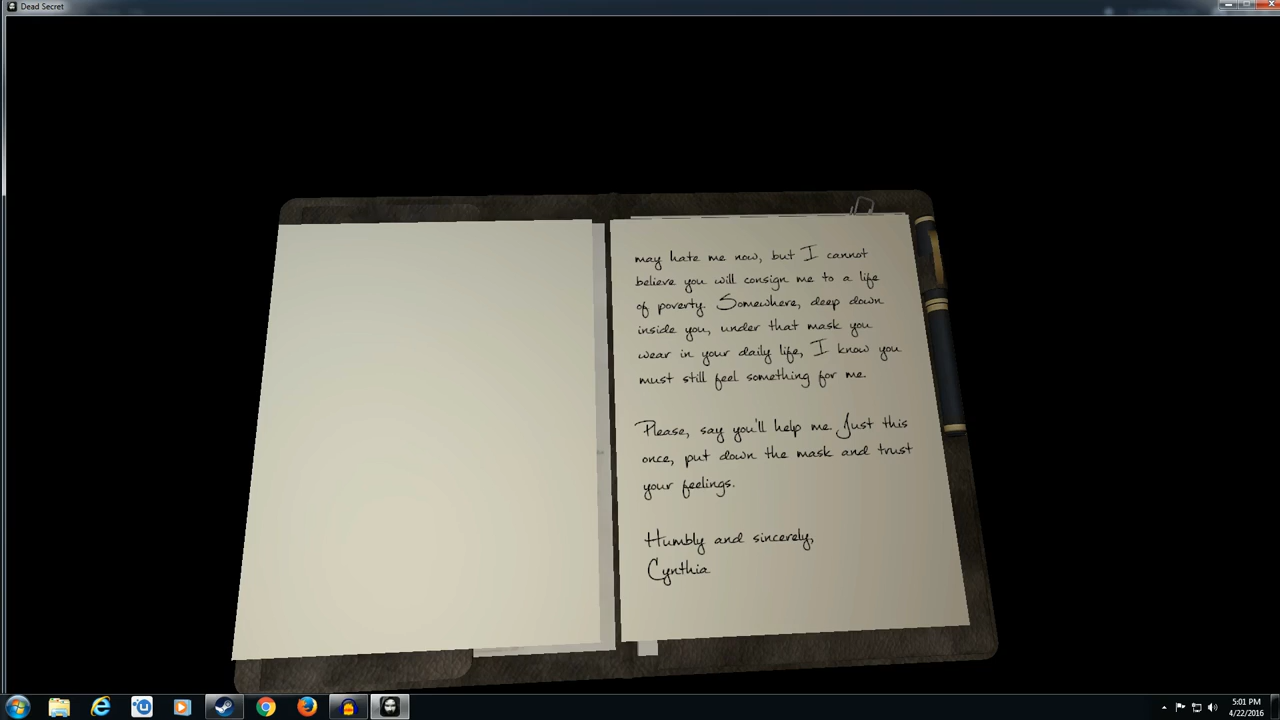 Dead Secret
may hate me now, but I cannot
believe you will consign me to a life
of poverty. Somewhere, deep down
inside you, under that mask you
wear in your daily life, I know you
must still feel something for me.
Please, say you'll help me. Just this
once, put down the mask and trust
your feelings.
Humbly and sincerely,
Cynthia
5:01 PM
4/22/2016